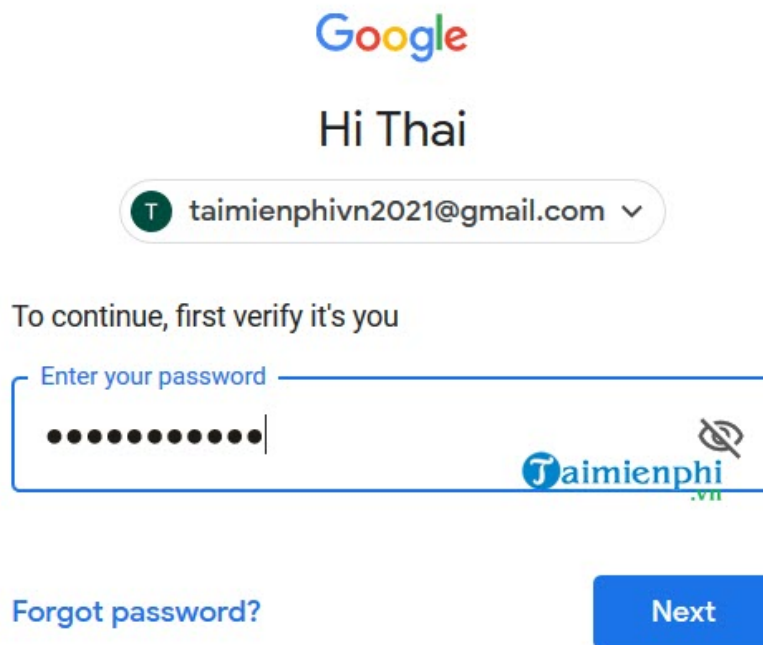 Google
Hi Thai
T taimienphivn2021@gmail.com
To continue, first verify it's you
Enter your password
•••••••••••
Taimienphi
.vn
Forgot password?
Next